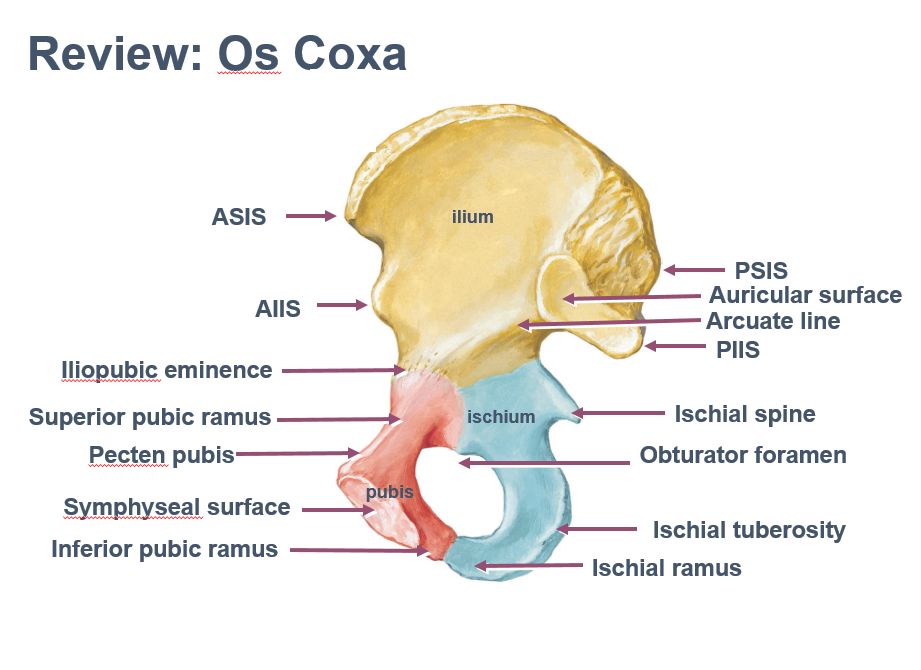 Review: Os Coxa
ASIS
ilium
PSIS
Auricular surface
AIIS
Arcuate line
PIIS
Iliopubic eminence
Superior pubic ramus
ischium
Ischial spine
Pecten pubis
Obturator foramen
pubis
Symphyseal surface
Ischial tuberosity
Inferior pubic ramus
Ischial ramus